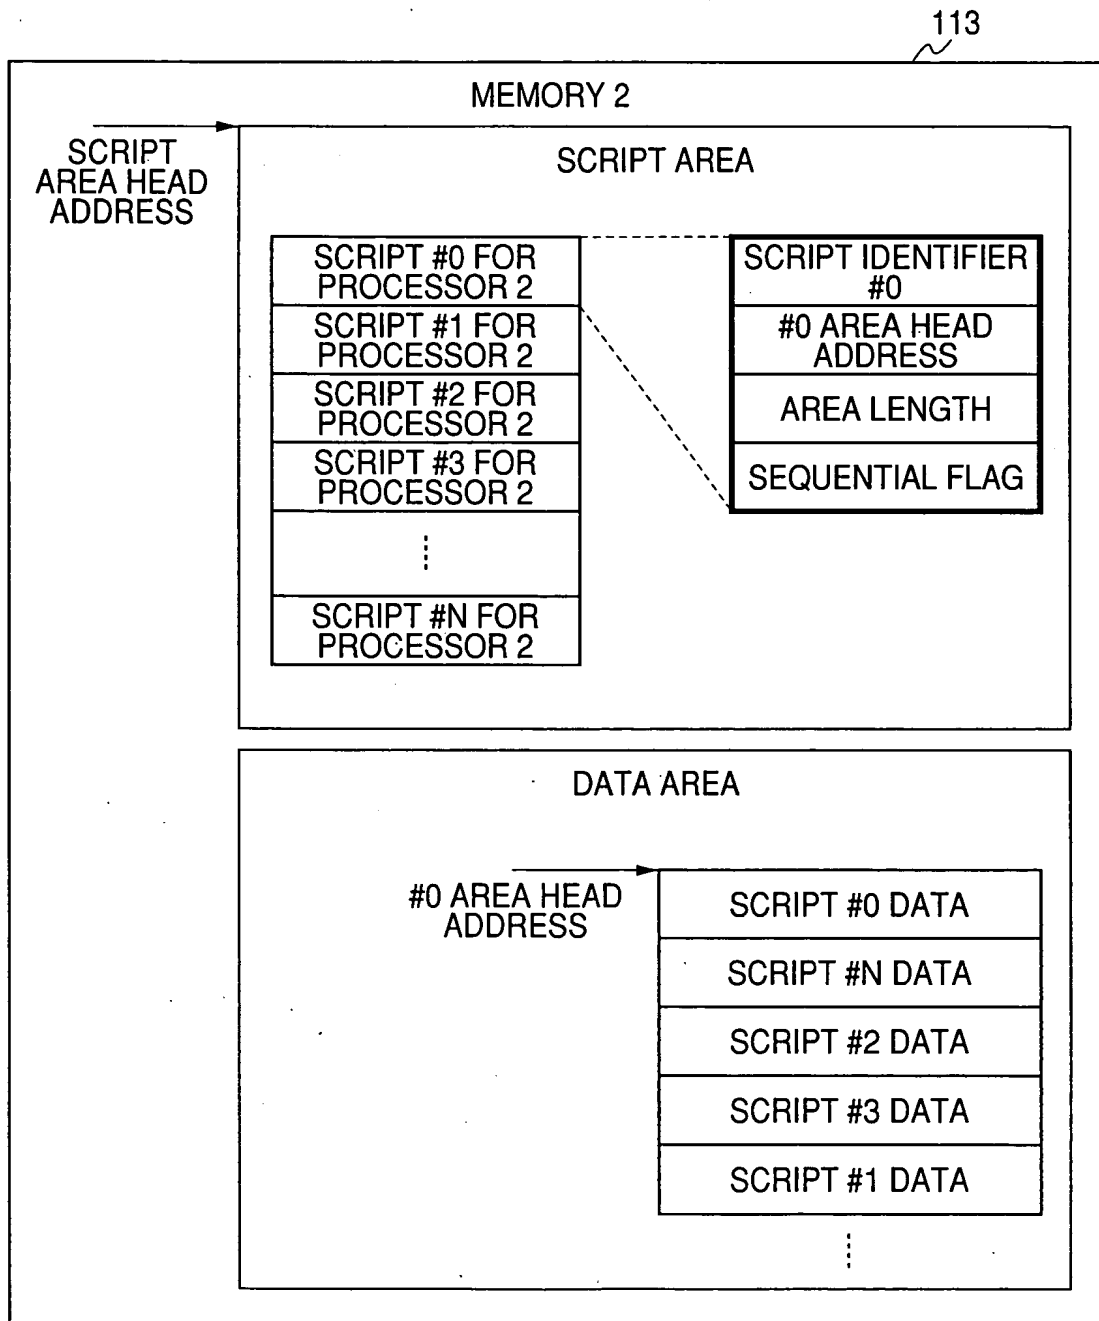 113
MEMORY 2
SCRIPT
AREA HEAD
ADDRESS
SCRIPT AREA
SCRIPT #0 FOR
PROCESSOR 2
SCRIPT #1 FOR
PROCESSOR 2
SCRIPT #2 FOR
PROCESSOR 2
SCRIPT #3 FOR
PROCESSOR 2
SCRIPT #N FOR
PROCESSOR 2
SCRIPT IDENTIFIER
#0
#0 AREA HEAD
ADDRESS
AREA LENGTH
SEQUENTIAL FLAG
DATA AREA
#0 AREA HEAD
ADDRESS
SCRIPT #0 DATA
SCRIPT #N DATA
SCRIPT #2 DATA
SCRIPT #3 DATA
SCRIPT #1 DATA